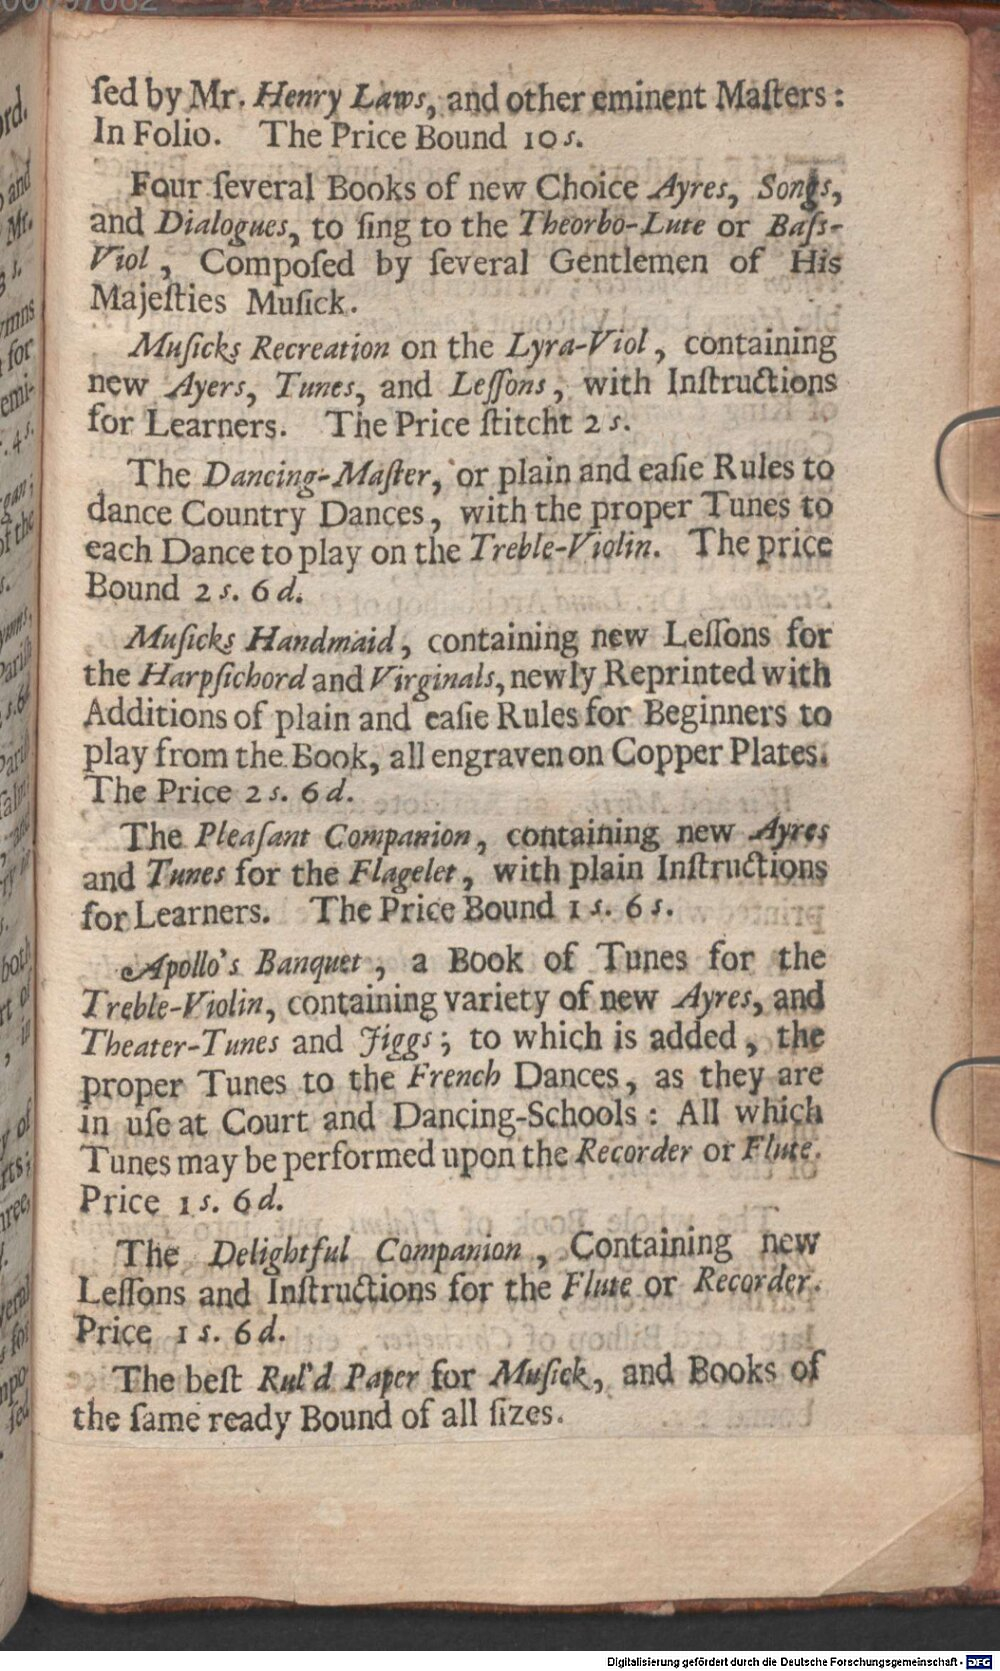 ſed by Mr. Henry Laws, and other eminent Maſters:
In Folio. The Price Bound 10 s.
Four ſeveral Books of new Choice Ayres, Songs,
and Dialogues, to ſing to the Theorbo-Lute or Baſs-
Viol, Compoſed by ſeveral Gentlemen of His
Majeſties Muſick.
Muſicks Recreation on the Lyra-Viol, containing
new Ayers, Tunes, and Leſſons, with Inſtructions
for Learners. The Price ſtitcht 2 s.
The Dancing-Maſter, or plain and eaſie Rules to
dance Country Dances, with the proper Tunes to
each Dance to play on the Treble-Violin. The price
Bound 2 s. 6 d.
Muſicks Handmaid, containing new Leſſons for
the Harpſichord and Virginals, newly Reprinted with
Additions of plain and eaſie Rules for Beginners to
play from the Book, all engraven on Copper Plates.
The Price 2 s. 6 d.
The Pleaſant Companion, containing new Ayres
and Tunes for the Flagelet, with plain Inſtructions
for Learners. The Price Bound 1 s. 6 s.
Apollo's Banquet, a Book of Tunes for the
Treble-Violin, containing variety of new Ayres, and
Theater-Tunes and Jiggs; to which is added, the
proper Tunes to the French Dances, as they are
in uſe at Court and Dancing-Schools: All which
Tunes may be performed upon the Recorder or Flute.
Price 1 s. 6 d.
The Delightful Companion, Containing new
Leſſons and Inſtructions for the Flute or Recorder.
Price 1 s. 6 d.
The beſt Rul'd Paper for Muſick, and Books of
the ſame ready Bound of all ſizes.
Digitalisierung gefördert durch die Deutsche Forschungsgemeinschaft - DFG